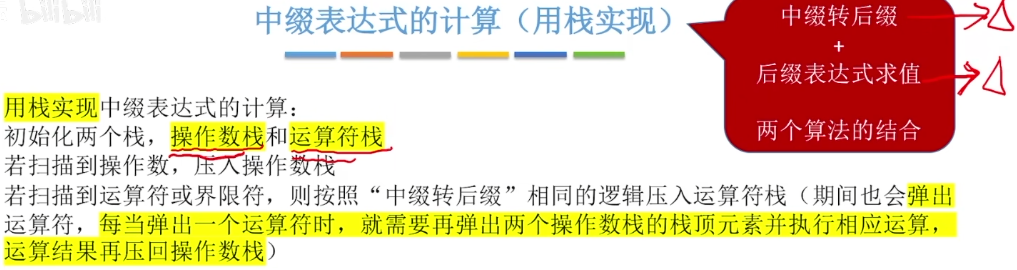 bilibili
中缀表达式的计算（用栈实现）
中缀转后缀
+
后缀表达式求值
两个算法的结合
用栈实现中缀表达式的计算：
初始化两个栈，操作数栈和运算符栈
若扫描到操作数，压入操作数栈
若扫描到运算符或界限符，则按照“中缀转后缀”相同的逻辑压入运算符栈（期间也会弹出
运算符，每当弹出一个运算符时，就需要再弹出两个操作数栈的栈顶元素并执行相应运算，
运算结果再压回操作数栈）